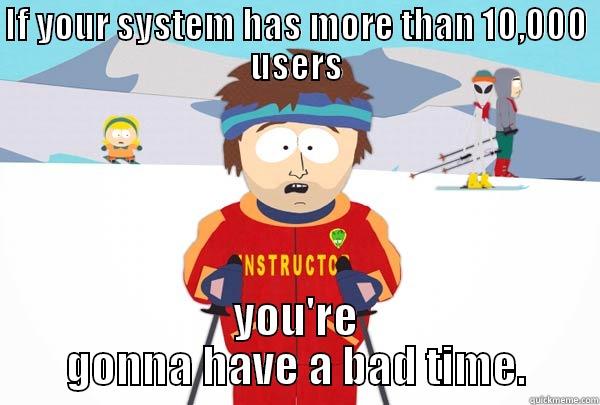 If your system has more than 10,000
users
INSTRUCTO
you're
gonna have a bad time.
quickmeme.com